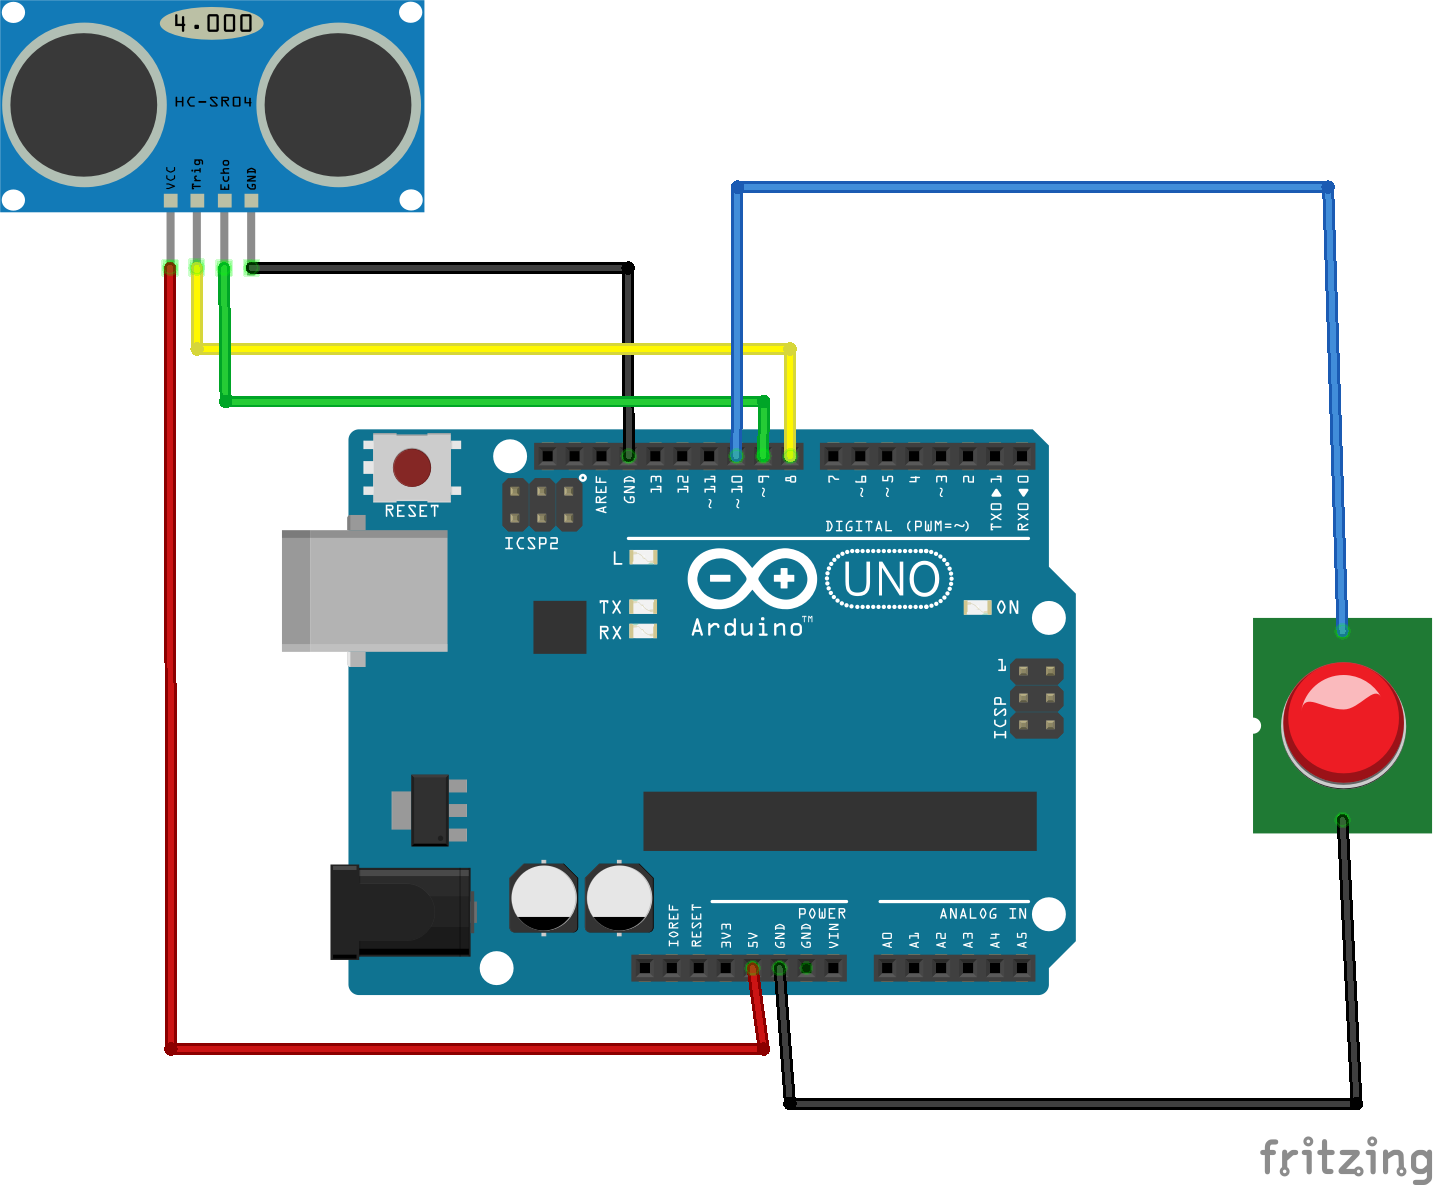 4.000
HC-SR04
VCC
Trig
Echo
GND
RESET
ICSP2
AREF
GND
13
12
~11
~10
~9
8
7
~6
~5
4
~3
2
TX0▶1
RX0◀0
DIGITAL (PWM=~)
L
TX
RX
UNO
Arduino™
ON
1
ICSP
IOREF
RESET
3V3
5V
GND
GND
VIN
POWER
ANALOG IN
A0
A1
A2
A3
A4
A5
fritzing